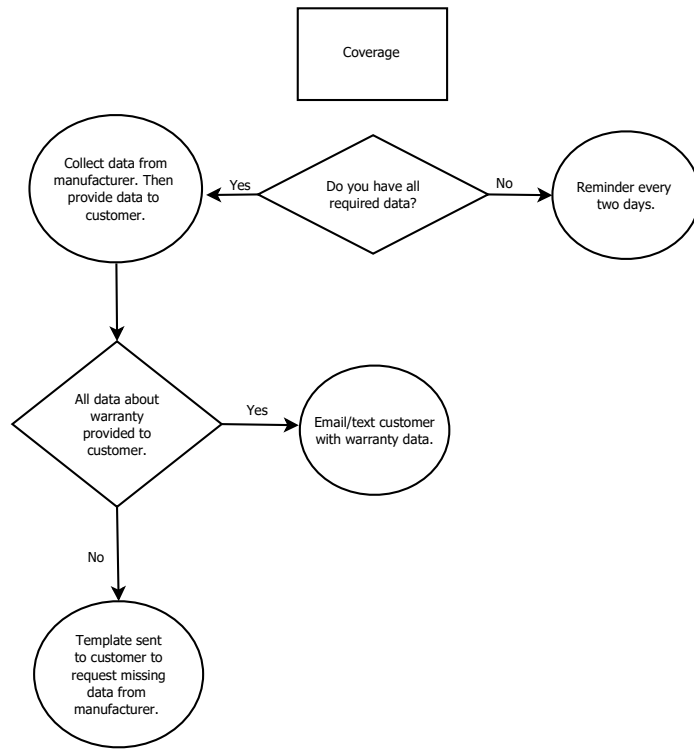 Coverage
Collect data from
manufacturer. Then
provide data to
customer.
Yes
Do you have all
required data?
No
Reminder every
two days.
All data about
warranty
provided to
customer.
Yes
Email/text customer
with warranty data.
No
Template sent
to customer to
request missing
data from
manufacturer.